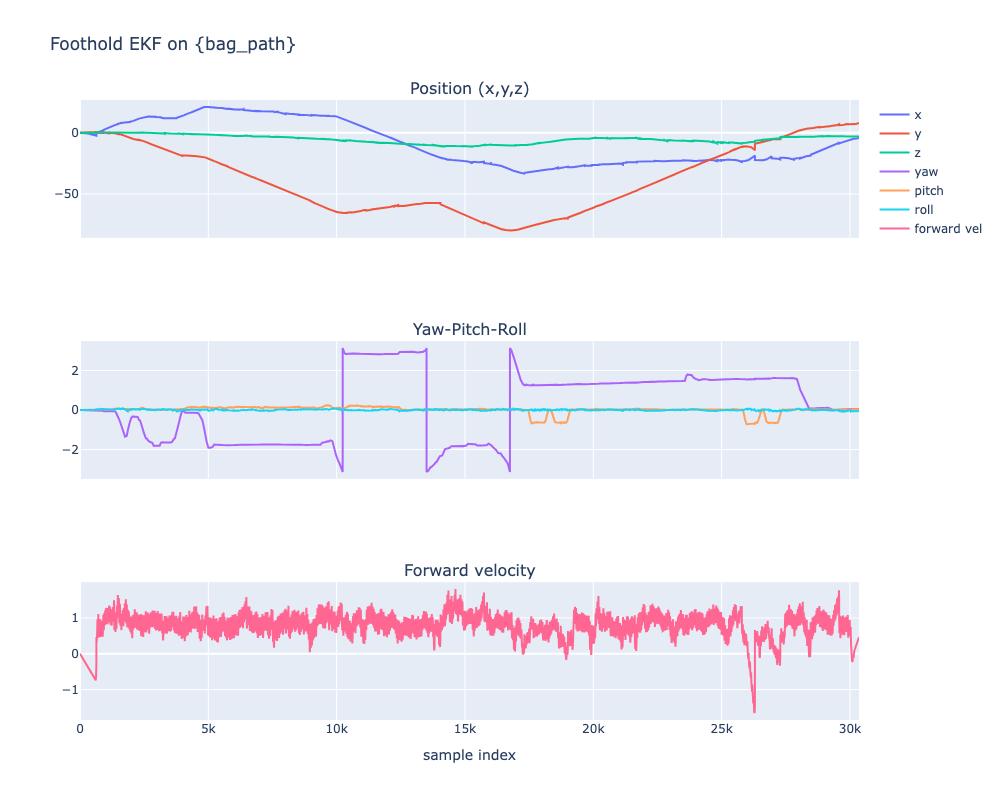 Foothold EKF on {bag_path}
Position (x,y,z)
0
−50
x
y
z
yaw
pitch
roll
forward vel
Yaw-Pitch-Roll
2
0
−2
Forward velocity
1
0
−1
0 5k 10k 15k 20k 25k 30k
sample index